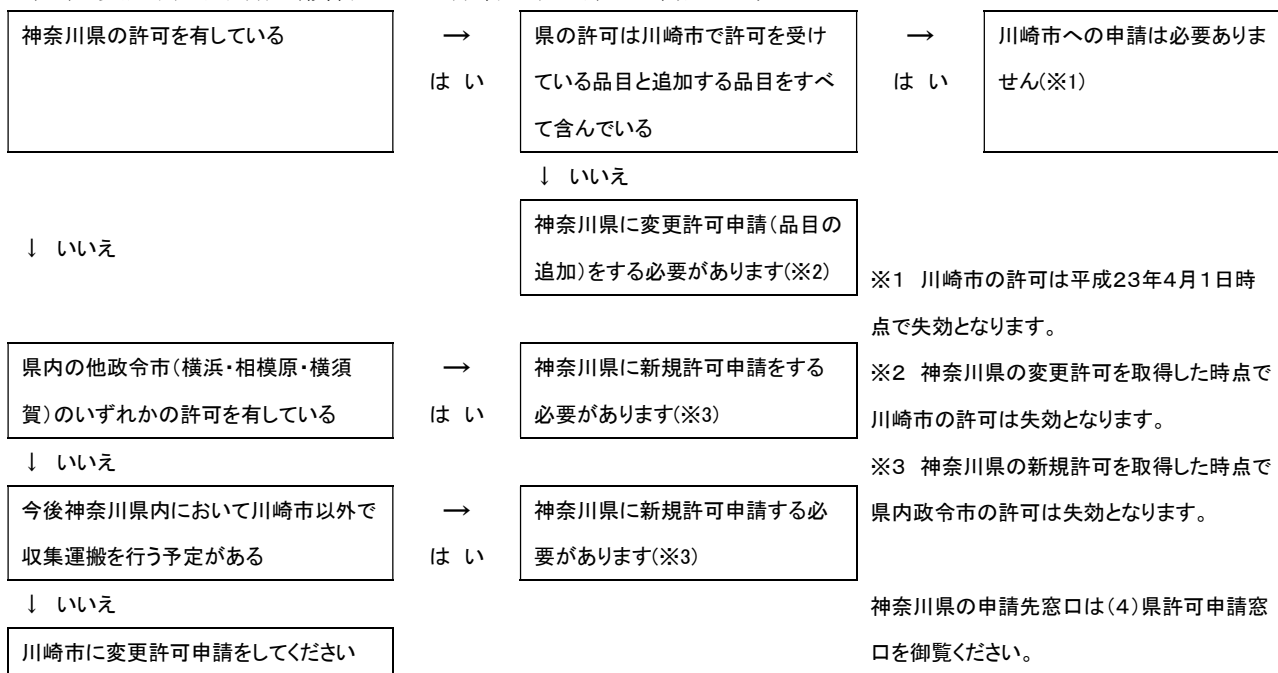 神奈川県の許可を有している
→
はい
県の許可は川崎市で許可を受け
ている品目と追加する品目をすべ
て含んでいる
→
はい
川崎市への申請は必要ありま
せん(※1)
↓ いいえ
神奈川県に変更許可申請(品目の
追加)をする必要があります(※2)
↓ いいえ
県内の他政令市(横浜・相模原・横須
賀)のいずれかの許可を有している
→
はい
神奈川県に新規許可申請をする
必要があります(※3)
↓ いいえ
今後神奈川県内において川崎市以外で
収集運搬を行う予定がある
→
はい
神奈川県に新規許可申請する必
要があります(※3)
↓ いいえ
川崎市に変更許可申請をしてください
※1 川崎市の許可は平成23年4月1日時
点で失効となります。
※2 神奈川県の変更許可を取得した時点で
川崎市の許可は失効となります。
※3 神奈川県の新規許可を取得した時点で
県内政令市の許可は失効となります。
神奈川県の申請先窓口は(4)県許可申請窓
口を御覧ください。